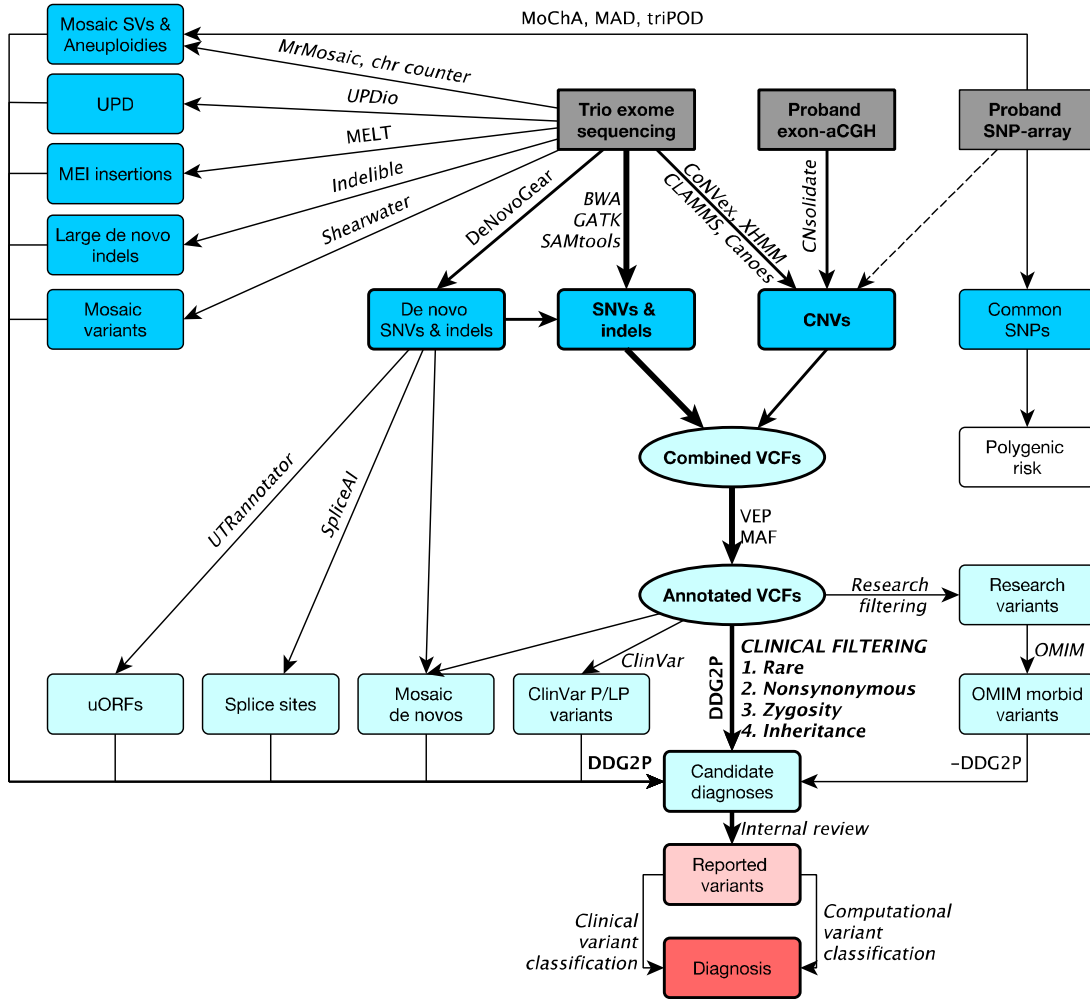 MoChA, MAD, triPOD
Mosaic SVs &
Aneuploidies
MrMosaic, chr counter
UPD
UPDio
Trio exome
sequencing
Proband
exon-aCGH
Proband
SNP-array
MELT
MEI insertions
Indelible
Large de novo
indels
Shearwater
Mosaic
variants
DeNovoGear
BWA
GATK
SAMtools
CoNVex, XHMM
CLAMMS, Canoes
CNsolidate
De novo
SNVs & indels
SNVs &
indels
CNVs
Common
SNPs
Combined VCFs
Polygenic
risk
UTRannotator
SpliceAI
VEP
MAF
Annotated VCFs
Research
filtering
Research
variants
OMIM
ClinVar
DDG2P
CLINICAL FILTERING
1. Rare
2. Nonsynonymous
3. Zygosity
4. Inheritance
uORFs
Splice sites
Mosaic
de novos
ClinVar P/LP
variants
OMIM morbid
variants
DDG2P
Candidate
diagnoses
–DDG2P
Internal review
Reported
variants
Clinical
variant
classification
Computational
variant
classification
Diagnosis